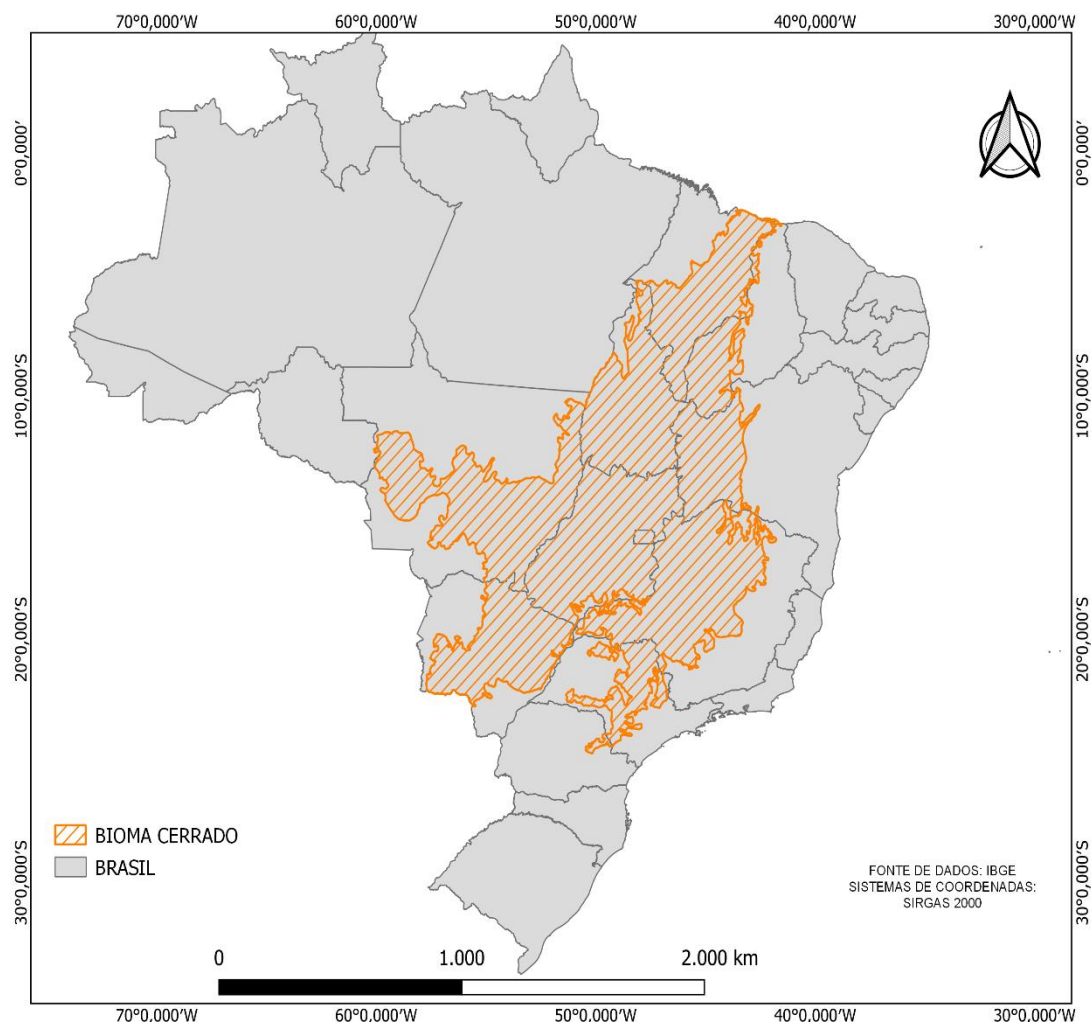 70°0,000'W 60°0,000'W 50°0,000'W 40°0,000'W 30°0,000'W
0°0,000' 0°0,000'
10°0,000'S 10°0,000'S
20°0,000'S 20°0,000'S
BIOMA CERRADO
BRASIL
30°0,000'S 30°0,000'S
FONTE DE DADOS: IBGE
SISTEMAS DE COORDENADAS:
SIRGAS 2000
0 1.000 2.000 km
70°0,000'W 60°0,000'W 50°0,000'W 40°0,000'W 30°0,000'W